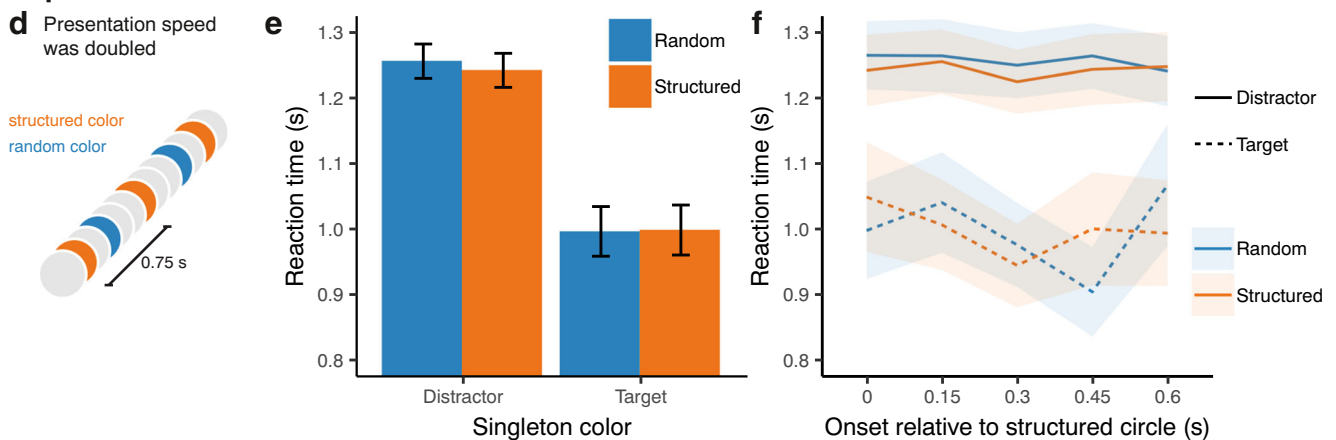 d Presentation speed
was doubled
structured color
random color
0.75 s
e
1.3
1.2
1.1
1.0
0.9
0.8
Reaction time (s)
Random
Structured
Distractor
Target
Singleton color
f
1.3
1.2
1.1
1.0
0.9
0.8
Reaction time (s)
0
0.15
0.3
0.45
0.6
Onset relative to structured circle (s)
Distractor
Target
Random
Structured